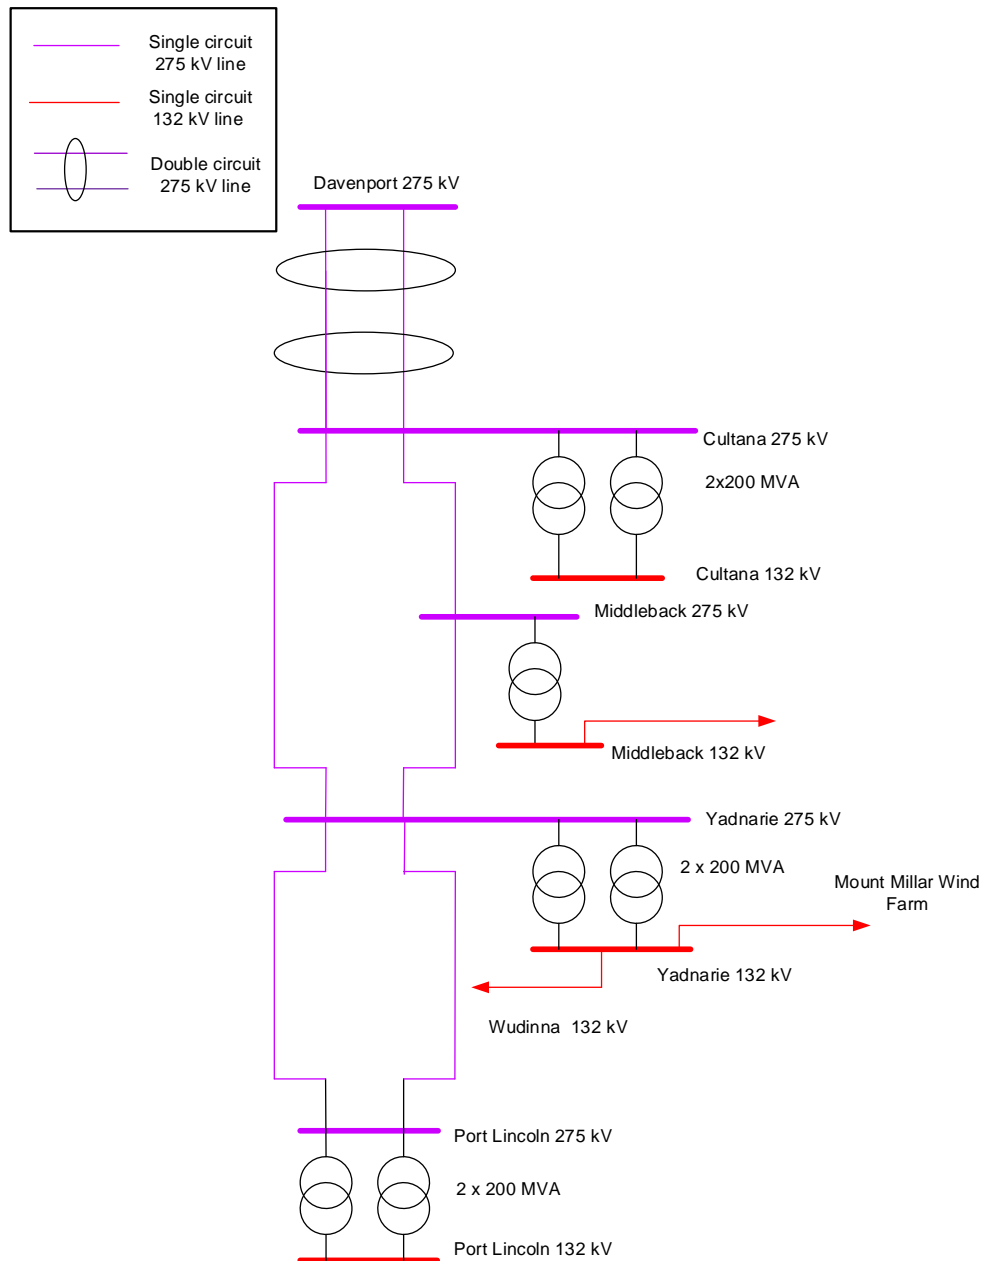 Single circuit
275 kV line
Single circuit
132 kV line
Double circuit
275 kV line
Davenport 275 kV
Cultana 275 kV
2x200 MVA
Cultana 132 kV
Middleback 275 kV
Middleback 132 kV
Yadnarie 275 kV
2 x 200 MVA
Mount Millar Wind
Farm
Yadnarie 132 kV
Wudinna 132 kV
Port Lincoln 275 kV
2 x 200 MVA
Port Lincoln 132 kV